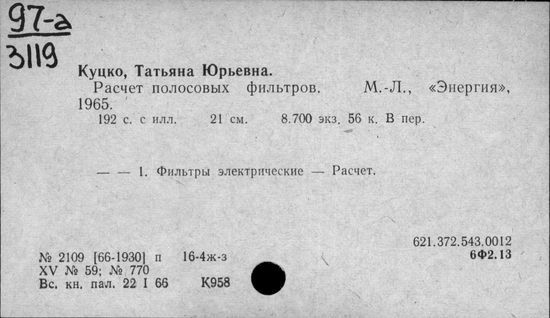 97-а
3119
Куцко, Татьяна Юрьевна.
Расчет полосовых фильтров. М.-Л., «Энергия»,
1965.
192 с. с илл. 21 см. 8.700 экз. 56 к. В пер.
— — 1. Фильтры электрические — Расчет.
621.372.543.0012
№ 2109 [66-1930] п 16-4ж-з 6Ф2.13
XV № 59; № 770
Вс. кн. пал. 22 I 66 К958